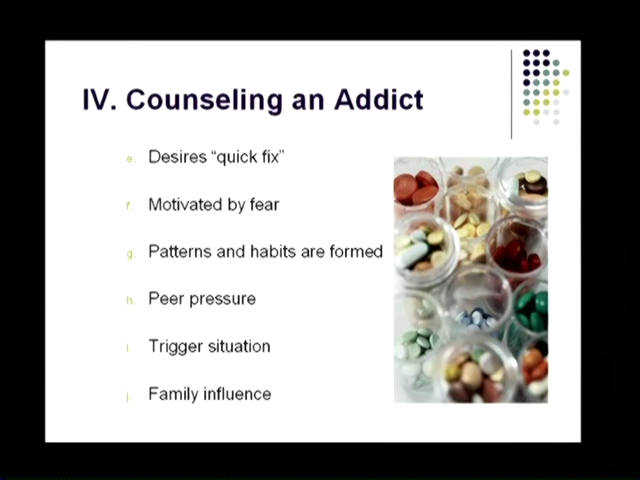 IV. Counseling an Addict
e. Desires “quick fix”
f. Motivated by fear
g. Patterns and habits are formed
h. Peer pressure
i. Trigger situation
j. Family influence